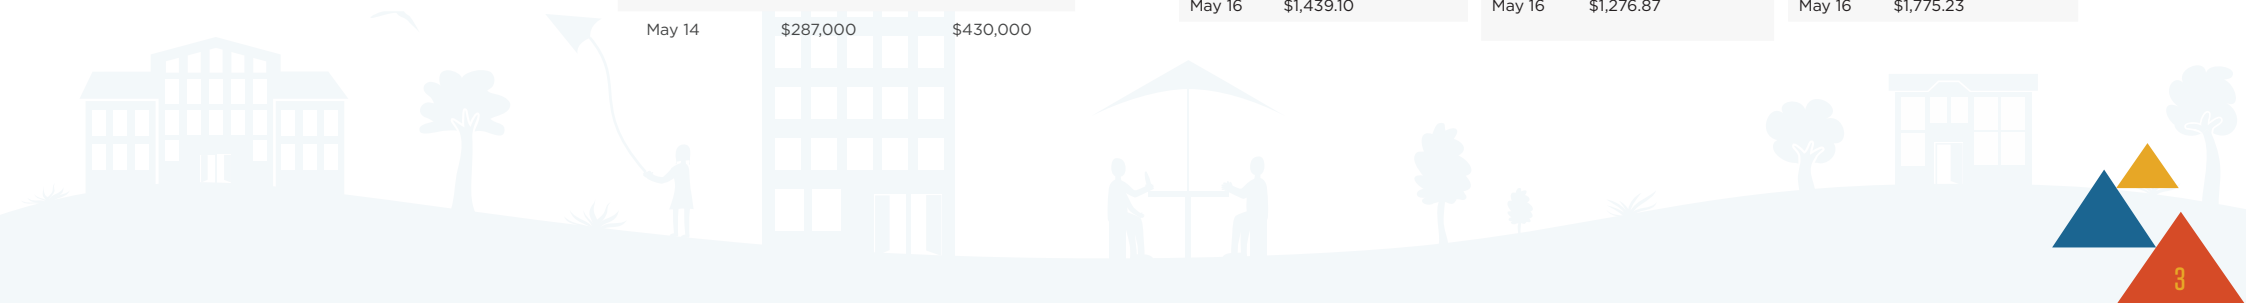 May 16 $1,439.10
May 16 $1,276.87
May 16 $1,775.23
May 14 $287,000 $430,000
3